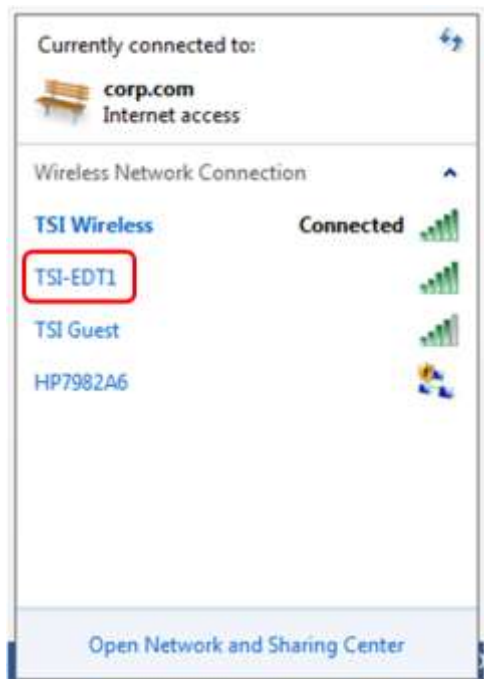 Currently connected to:
corp.com
Internet access
Wireless Network Connection
TSI Wireless Connected
TSI-EDT1
TSI Guest
HP7982A6
Open Network and Sharing Center